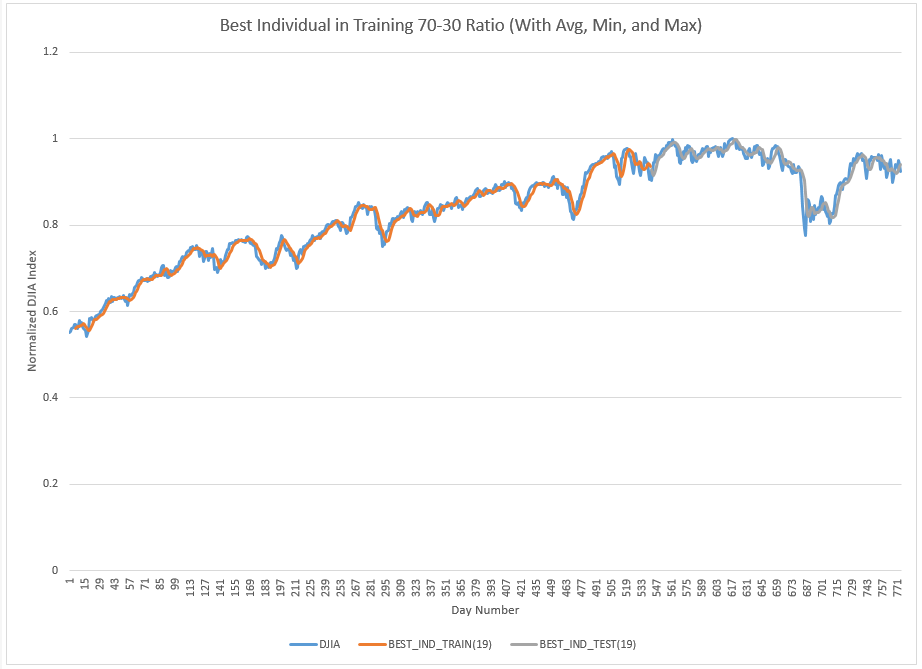 Best Individual in Training 70-30 Ratio (With Avg, Min, and Max)
1.2
1
0.8
0.6
0.4
0.2
0
Normalized DJIA Index
1 15 29 43 57 71 85 99 113 127 141 155 169 183 197 211 225 239 253 267 281 295 309 323 337 351 365 379 393 407 421 435 449 463 477 491 505 519 533 547 561 575 589 603 617 631 645 659 673 687 701 715 729 743 757 771
Day Number
DJIA BEST_IND_TRAIN(19) BEST_IND_TEST(19)